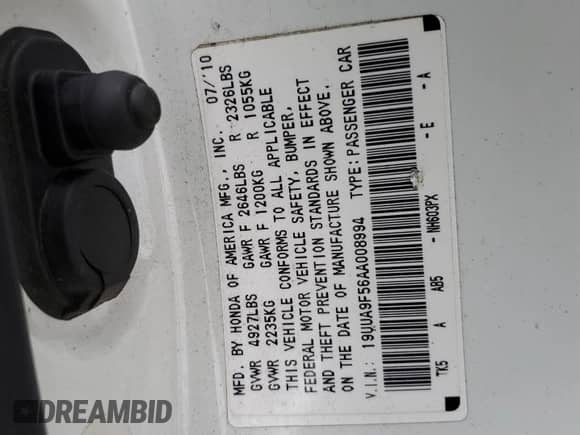 MFD. BY HONDA OF AMERICA MFG., INC. 07/'10
GVWR 4927LBS GAWR F 2646LBS R 2326LBS
GVWR 2235KG GAWR F 1200KG R 1055KG
THIS VEHICLE CONFORMS TO ALL APPLICABLE
FEDERAL MOTOR VEHICLE SAFETY, BUMPER,
AND THEFT PREVENTION STANDARDS IN EFFECT
ON THE DATE OF MANUFACTURE SHOWN ABOVE.
V.I.N.: 19UUA9F56AA008994 TYPE: PASSENGER CAR
TK5 A AB5 - NH603PX - E - A
DREAMBID